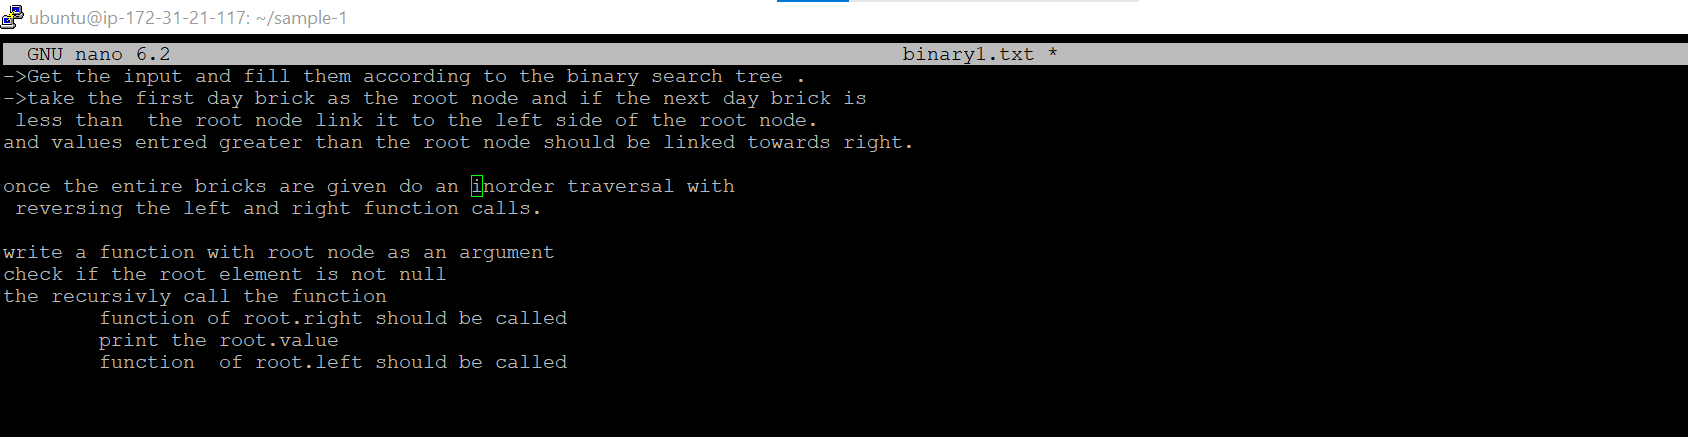 ubuntu@ip-172-31-21-117: ~/sample-1
GNU nano 6.2 binary1.txt *
->Get the input and fill them according to the binary search tree .
->take the first day brick as the root node and if the next day brick is
less than  the root node link it to the left side of the root node.
and values entred greater than the root node should be linked towards right.
once the entire bricks are given do an inorder traversal with
reversing the left and right function calls.
write a function with root node as an argument
check if the root element is not null
the recursivly call the function
function of root.right should be called
print the root.value
function  of root.left should be called